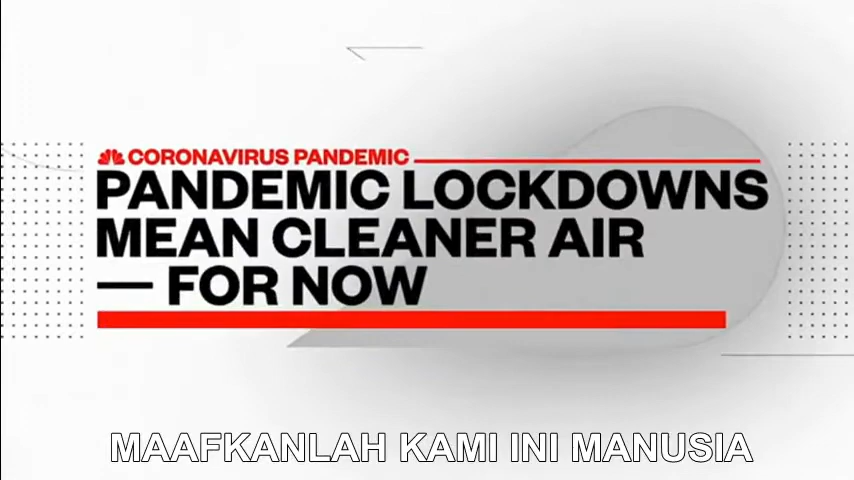 CORONAVIRUS PANDEMIC
PANDEMIC LOCKDOWNS
MEAN CLEANER AIR
— FOR NOW
MAAFKANLAH KAMI INI MANUSIA